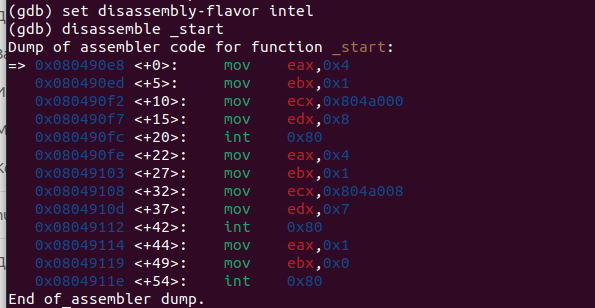 (gdb) set disassembly-flavor intel
(gdb) disassemble _start
Dump of assembler code for function _start:
=> 0x080490e8 <+0>:     mov    eax,0x4
   0x080490ed <+5>:     mov    ebx,0x1
   0x080490f2 <+10>:    mov    ecx,0x804a000
   0x080490f7 <+15>:    mov    edx,0x8
   0x080490fc <+20>:    int    0x80
   0x080490fe <+22>:    mov    eax,0x4
   0x08049103 <+27>:    mov    ebx,0x1
   0x08049108 <+32>:    mov    ecx,0x804a008
   0x0804910d <+37>:    mov    edx,0x7
   0x08049112 <+42>:    int    0x80
   0x08049114 <+44>:    mov    eax,0x1
   0x08049119 <+49>:    mov    ebx,0x0
   0x0804911e <+54>:    int    0x80
End of assembler dump.